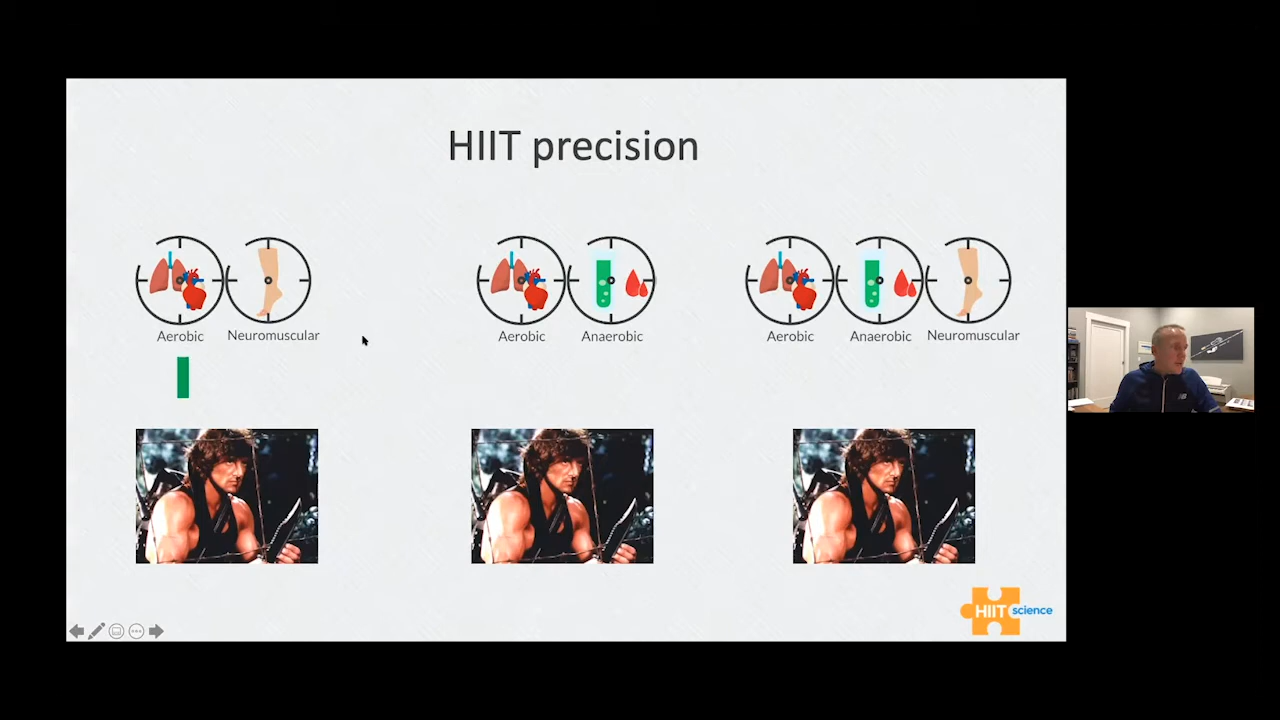 HIIT precision
Aerobic Neuromuscular
Aerobic Anaerobic
Aerobic Anaerobic Neuromuscular
HIIT science